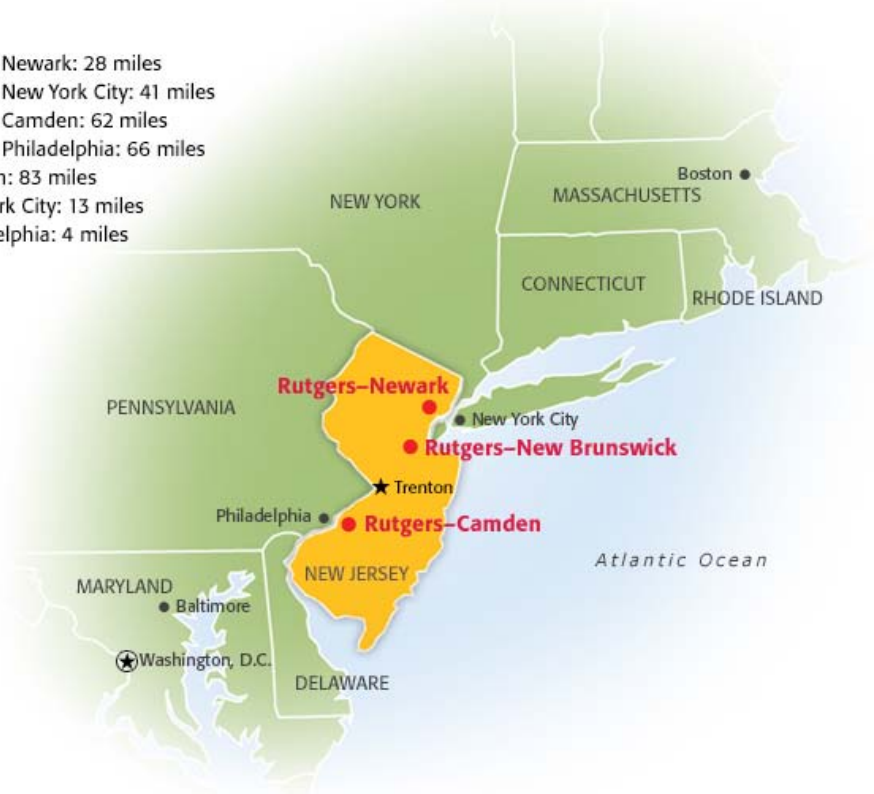 Newark: 28 miles
New York City: 41 miles
Camden: 62 miles
Philadelphia: 66 miles
: 83 miles
City: 13 miles
: 4 miles
Boston
MASSACHUSETTS
NEW YORK
CONNECTICUT
RHODE ISLAND
Rutgers–Newark
PENNSYLVANIA
New York City
Rutgers–New Brunswick
Trenton
Philadelphia
Rutgers–Camden
Atlantic Ocean
NEW JERSEY
MARYLAND
Baltimore
Washington, D.C.
DELAWARE